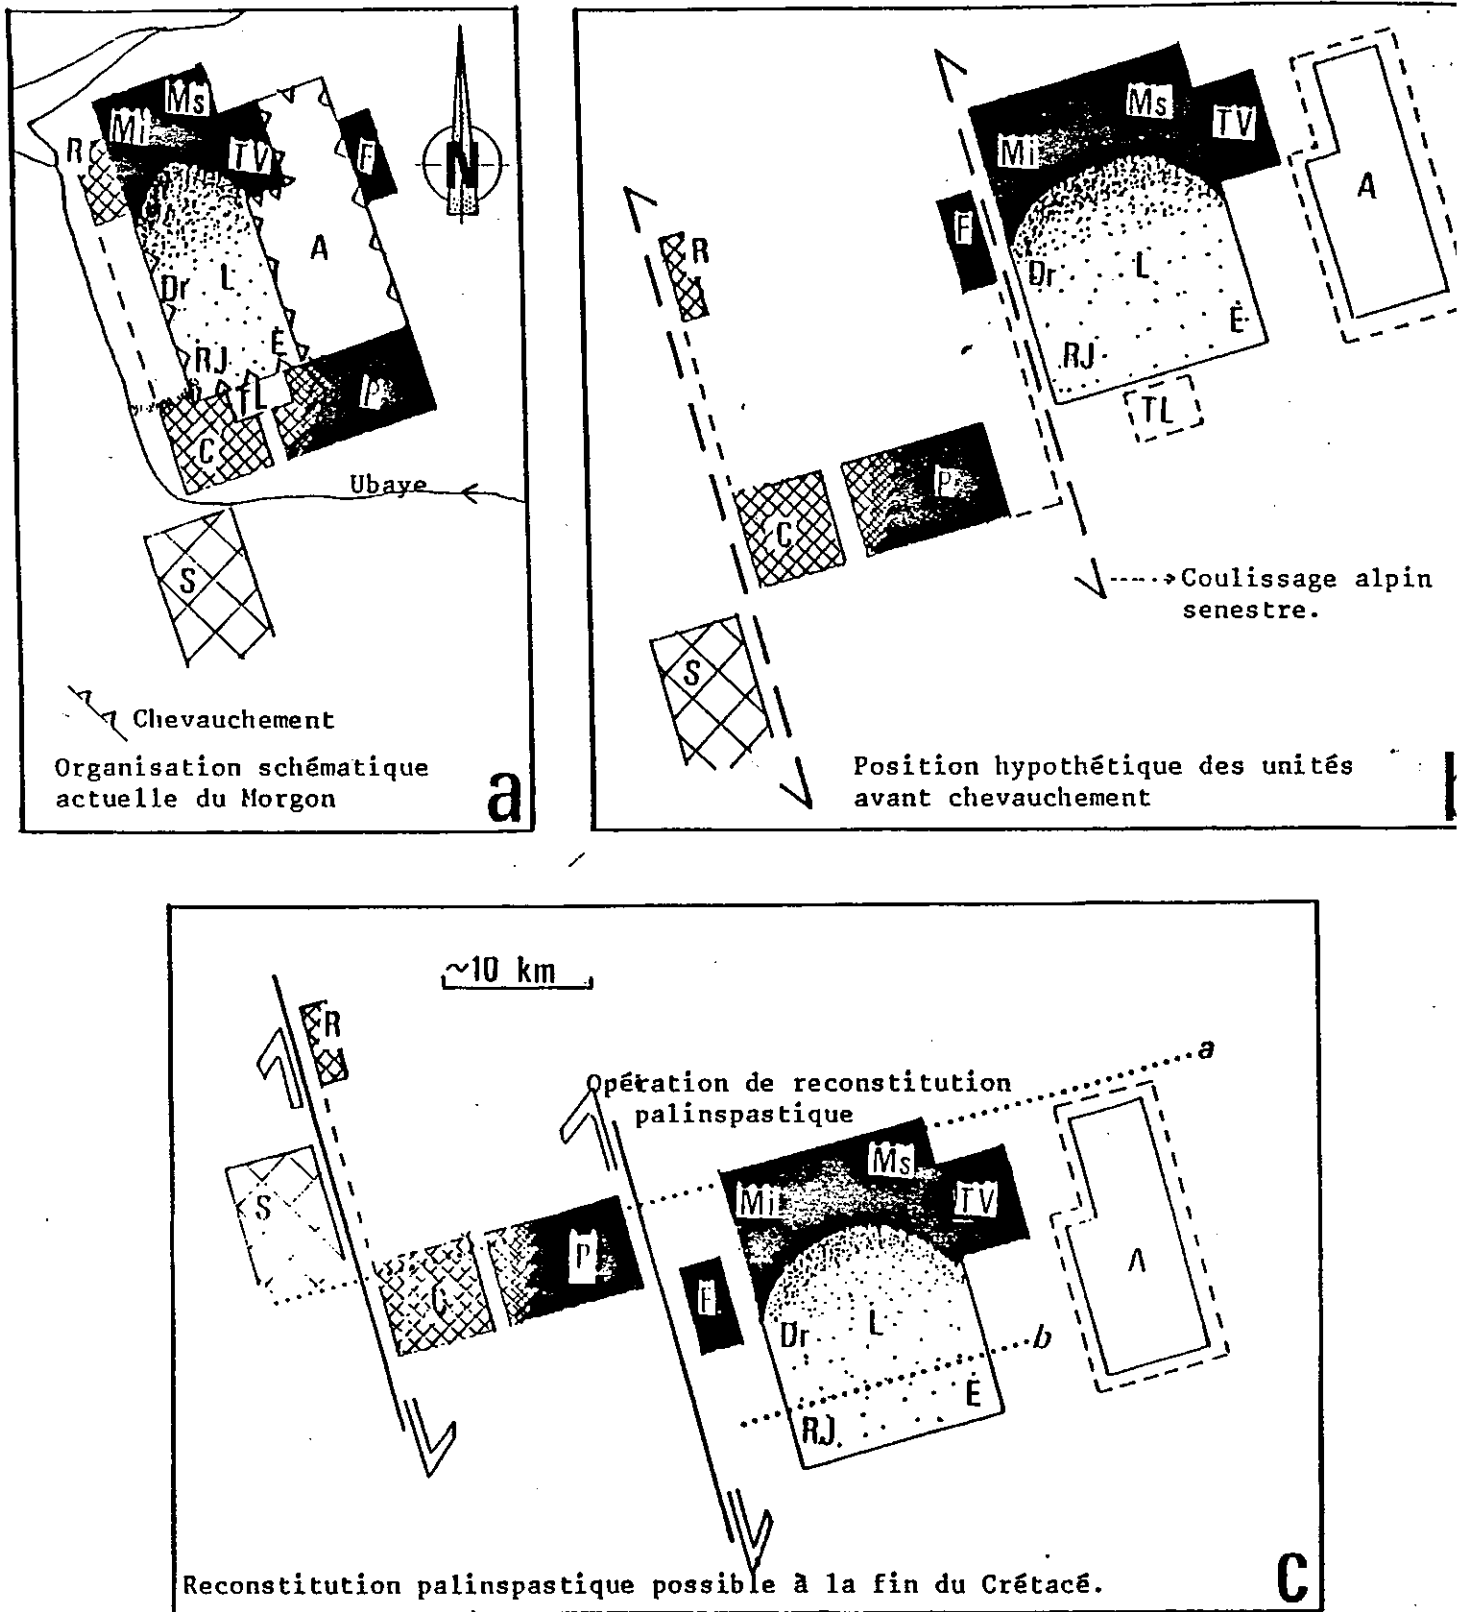 Ms
Mi
R
TV
F
N
A
L
Dr
E
RJ
TL
P
C
Ubaye
S
Chevauchement
Organisation schématique
actuelle du Morgon
a
Ms
TV
Mi
A
F
R
L
Dr
E
RJ
TL
P
C
Coulissage alpin
senestre.
S
Position hypothétique des unités
avant chevauchement
~10 km
R
a
Opération de reconstitution
palinspastique
Ms
Mi
TV
S
P
A
C
F
L
Dr
b
E
RJ
Reconstitution palinspastique possible à la fin du Crétacé.
C